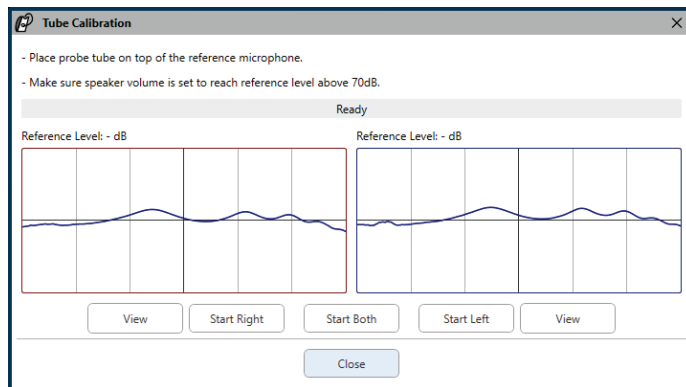 Tube Calibration
- Place probe tube on top of the reference microphone.
- Make sure speaker volume is set to reach reference level above 70dB.
Ready
Reference Level: - dB
Reference Level: - dB
View
Start Right
Start Both
Start Left
View
Close